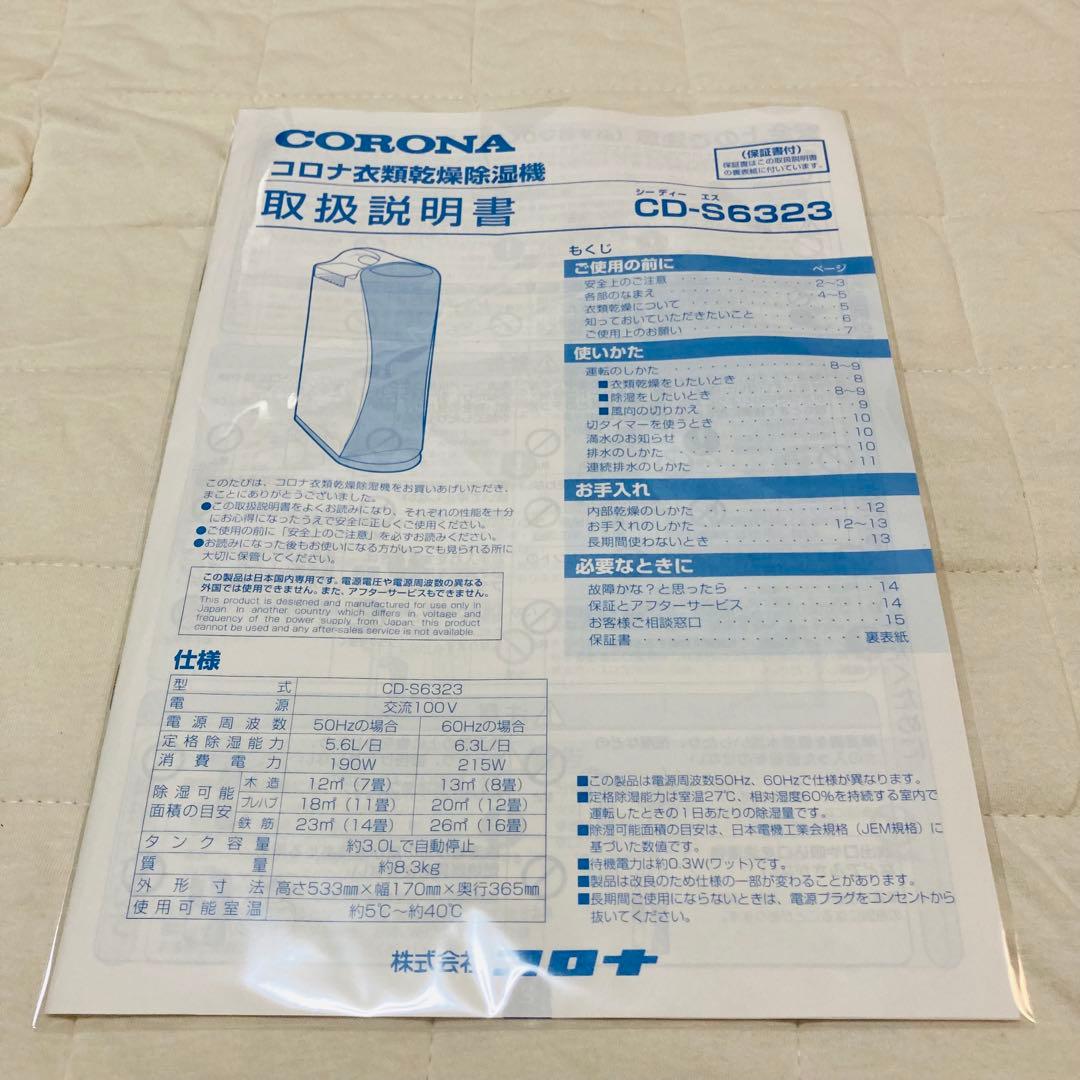 CORONA
コロナ衣類乾燥除湿機
取扱説明書
(保証書付)
保証書はこの取扱説明書
の裏表紙に付いています。
シー ディー エス
CD-S6323
もくじ
ご使用の前に ページ
安全上のご注意 2~3
各部のなまえ 4~5
衣類乾燥について 5
知っておいていただきたいこと 6
ご使用上のお願い 7
使いかた
運転のしかた 8~9
■衣類乾燥をしたいとき 8
■除湿をしたいとき 8~9
■風向の切りかえ 9
切タイマーを使うとき 10
満水のお知らせ 10
排水のしかた 10
連続排水のしかた 11
お手入れ
内部乾燥のしかた 12
お手入れのしかた 12~13
長期間使わないとき 13
必要なときに
故障かな?と思ったら 14
保証とアフターサービス 14
お客様ご相談窓口 15
保証書 裏表紙
このたびは、コロナ衣類乾燥除湿機をお買いあげいただき、
まことにありがとうございました。
●この取扱説明書をよくお読みになり、それぞれの性能を十分
にお心得になったうえで安全に正しくご使用ください。
●ご使用の前に「安全上のご注意」を必ずお読みください。
●お読みになった後もお使いになる方がいつでも見られる所に
大切に保管してください。
この製品は日本国内専用です。電源電圧や電源周波数の異なる
外国では使用できません。また、アフターサービスもできません。
This product is designed and manufactured for use only in
Japan. In another country which differs in voltage and
frequency of the power supply from Japan, this product
cannot be used and any after-sales service is not available.
仕様
型式 CD-S6323
電源 交流100V
電源周波数 50Hzの場合 60Hzの場合
定格除湿能力 5.6L/日 6.3L/日
消費電力 190W 215W
除湿可能面積の目安 木造 12㎡(7畳) 13㎡(8畳)
プレハブ 18㎡(11畳) 20㎡(12畳)
鉄筋 23㎡(14畳) 26㎡(16畳)
タンク容量 約3.0Lで自動停止
質量 約8.3kg
外形寸法 高さ533mm×幅170mm×奥行365mm
使用可能室温 約5℃~約40℃
■この製品は電源周波数50Hz、60Hzで仕様が異なります。
■定格除湿能力は室温27℃、相対湿度60%を持続する室内で
運転したときの1日あたりの除湿量です。
■除湿可能面積の目安は、日本電機工業会規格(JEM規格)に
基づいた数値です。
■待機電力は約0.3W(ワット)です。
■製品は改良のため仕様の一部が変わることがあります。
■長期間ご使用にならないときは、電源プラグをコンセントから
抜いてください。
株式会社 コロナ